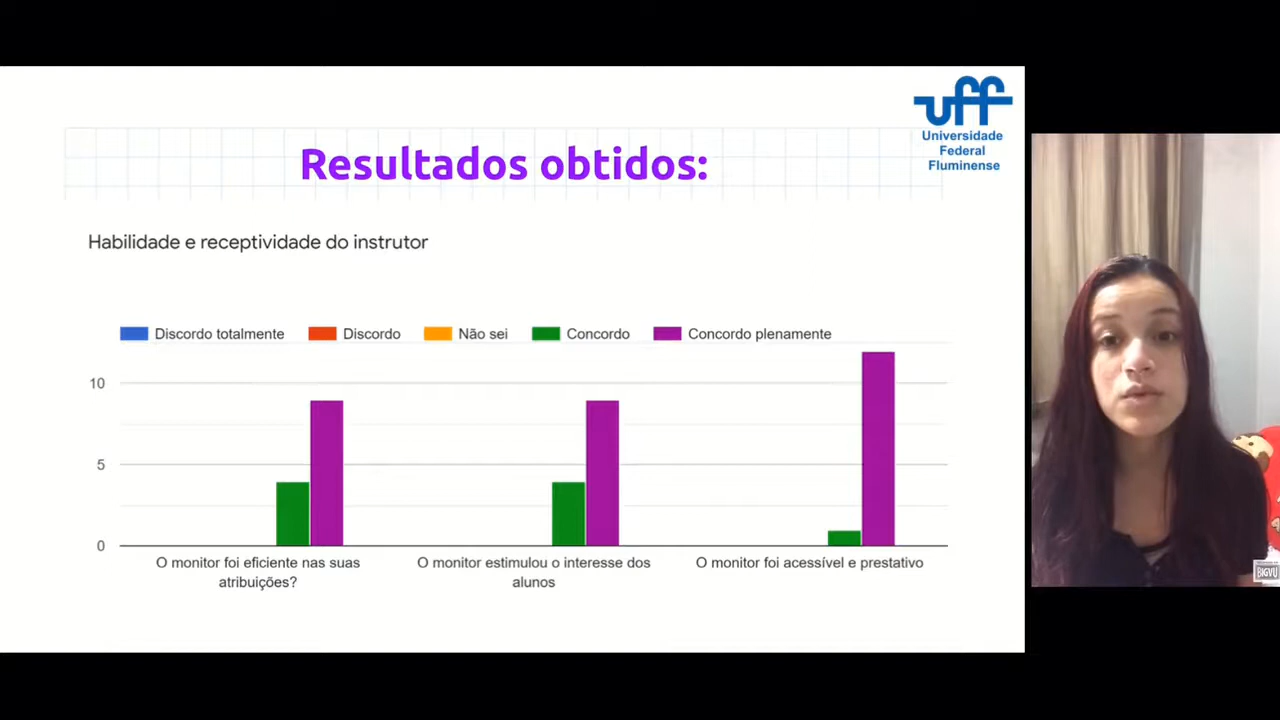 uff
Universidade
Federal
Fluminense
Resultados obtidos:
Habilidade e receptividade do instrutor
Discordo totalmente Discordo Não sei Concordo Concordo plenamente
10
5
0
O monitor foi eficiente nas suas
atribuições?
O monitor estimulou o interesse dos
alunos
O monitor foi acessível e prestativo
BIGVU